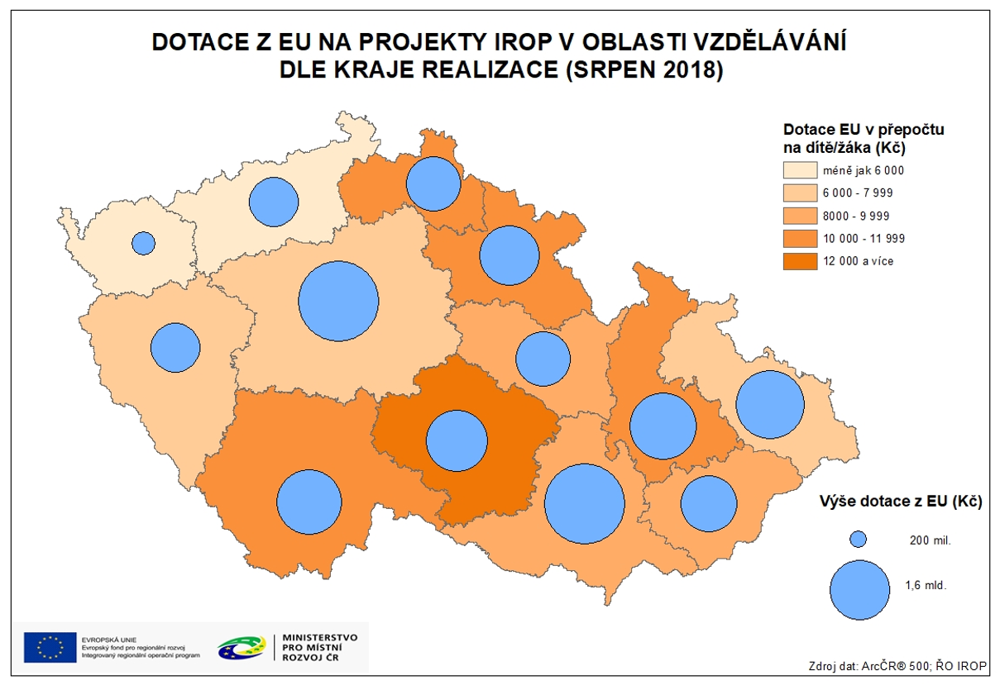 DOTACE Z EU NA PROJEKTY IROP V OBLASTI VZDĚLÁVÁNÍ
DLE KRAJE REALIZACE (SRPEN 2018)
Dotace EU v přepočtu
na dítě/žáka (Kč)
méně jak 6 000
6 000 - 7 999
8000 - 9 999
10 000 - 11 999
12 000 a více
Výše dotace z EU (Kč)
200 mil.
1,6 mld.
EVROPSKÁ UNIE
Evropský fond pro regionální rozvoj
Integrovaný regionální operační program
MINISTERSTVO
PRO MÍSTNÍ
ROZVOJ ČR
Zdroj dat: ArcČR® 500; ŘO IROP